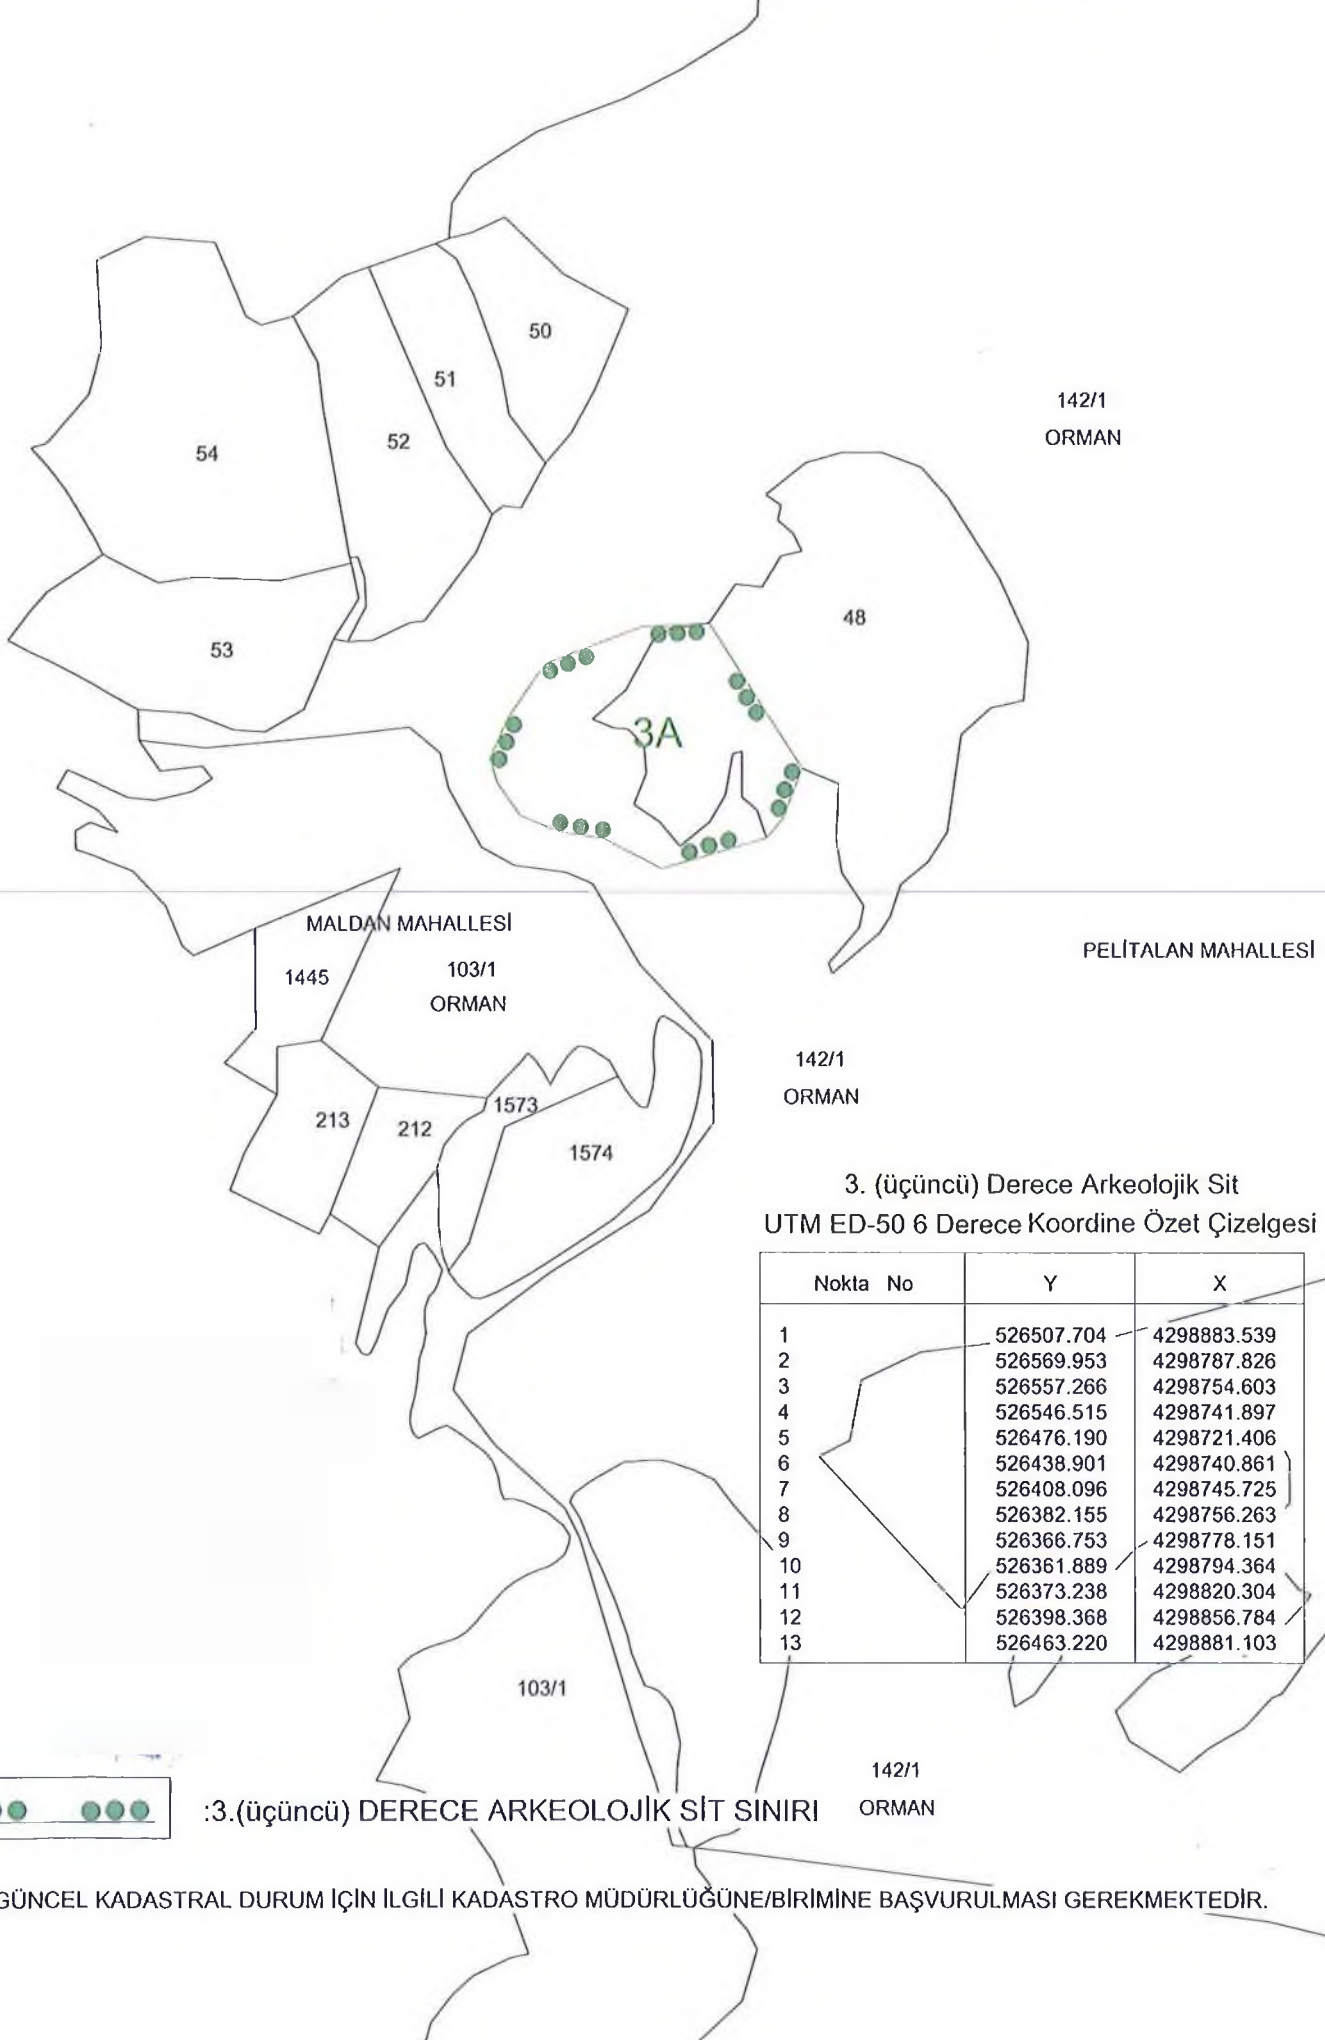 50
51
142/1
ORMAN
52
54
48
53
3A
MALDAN MAHALLESİ
PELİTALAN MAHALLESİ
1445
103/1
ORMAN
142/1
ORMAN
1573
213
212
1574
3. (üçüncü) Derece Arkeolojik Sit
UTM ED-50 6 Derece Koordine Özet Çizelgesi
Nokta No Y X
1 526507.704 4298883.539
2 526569.953 4298787.826
3 526557.266 4298754.603
4 526546.515 4298741.897
5 526476.190 4298721.406
6 526438.901 4298740.861
7 526408.096 4298745.725
8 526382.155 4298756.263
9 526366.753 4298778.151
10 526361.889 4298794.364
11 526373.238 4298820.304
12 526398.368 4298856.784
13 526463.220 4298881.103
103/1
142/1
ORMAN
:3.(üçüncü) DERECE ARKEOLOJİK SİT SINIRI
GÜNCEL KADASTRAL DURUM İÇİN İLGİLİ KADASTRO MÜDÜRLÜĞÜNE/BİRİMİNE BAŞVURULMASI GEREKMEKTEDİR.